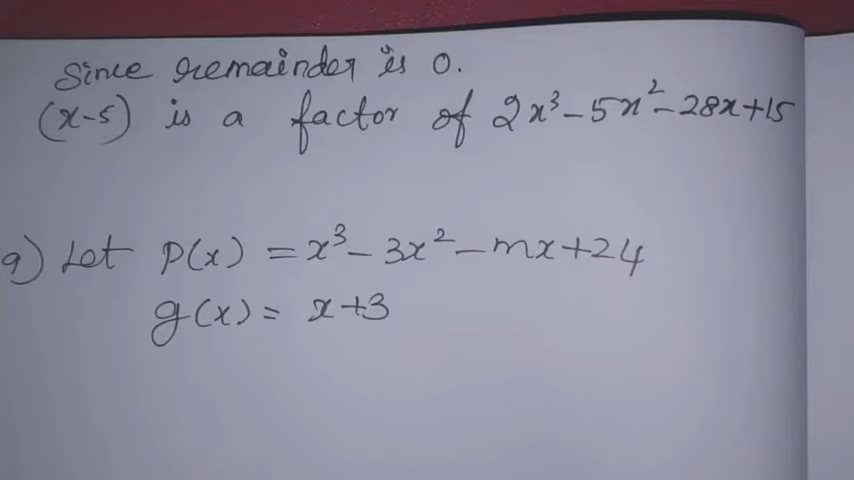 Since remainder is 0.
(x-5) is a factor of 2x³-5x²-28x+15
9) Let P(x) = x³-3x²-mx+24
g(x) = x+3